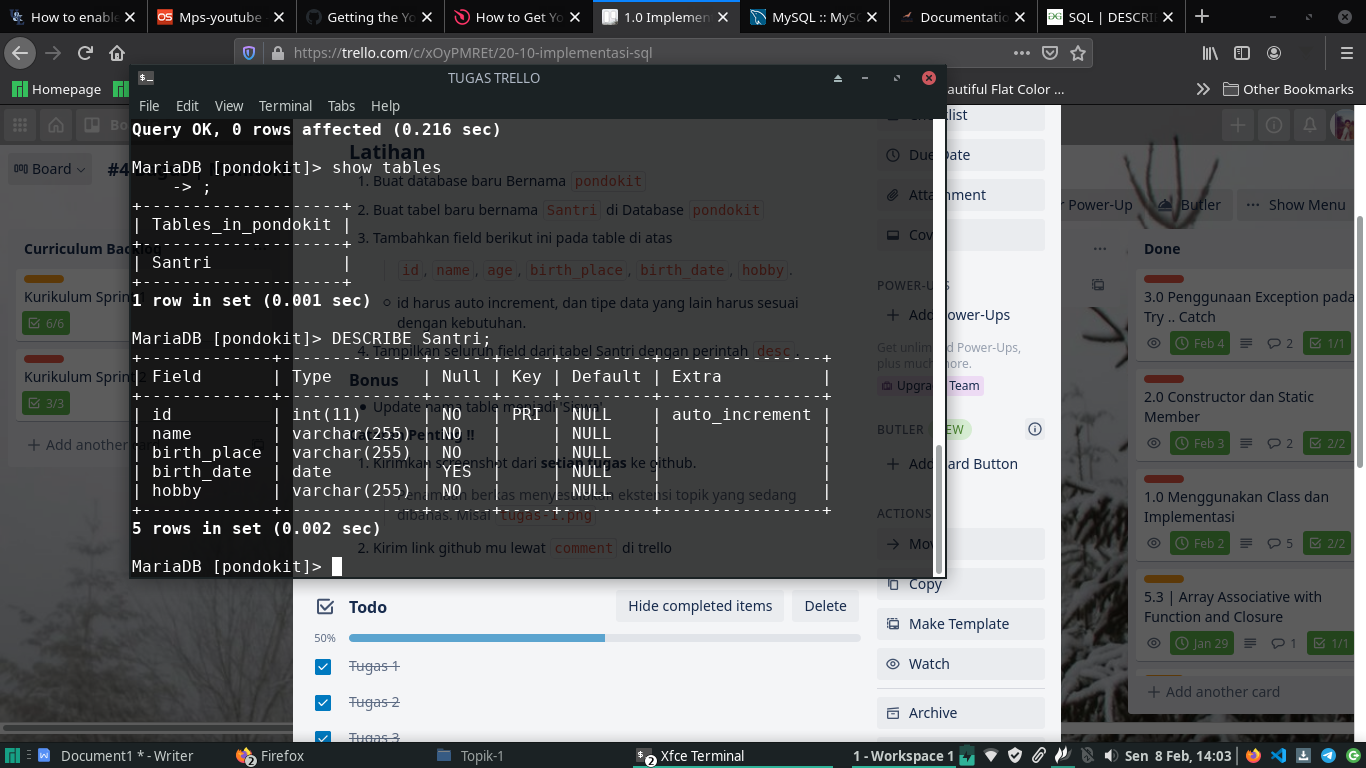 How to enable
Mps-youtube
Getting the Yo
How to Get Yo
1.0 Implement
MySQL :: MyS
Documentatio
SQL | DESCRI
https://trello.com/c/xOyPMREt/20-10-implementasi-sql
Homepage
autiful Flat Color ...
Other Bookmarks
TUGAS TRELLO
File Edit View Terminal Tabs Help
Query OK, 0 rows affected (0.216 sec)
MariaDB [pondokit]> show tables
-> ;
+--------------------+
| Tables_in_pondokit |
+--------------------+
| Santri             |
+--------------------+
1 row in set (0.001 sec)
MariaDB [pondokit]> DESCRIBE Santri;
+-------------+--------------+------+-----+---------+----------------+
| Field       | Type         | Null | Key | Default | Extra          |
+-------------+--------------+------+-----+---------+----------------+
| id          | int(11)      | NO   | PRI | NULL    | auto_increment |
| name        | varchar(255) | NO   |     | NULL    |                |
| birth_place | varchar(255) | NO   |     | NULL    |                |
| birth_date  | date         | YES  |     | NULL    |                |
| hobby       | varchar(255) | NO   |     | NULL    |                |
+-------------+--------------+------+-----+---------+----------------+
5 rows in set (0.002 sec)
MariaDB [pondokit]>
Latihan
1. Buat database baru Bernama pondokit
2. Buat tabel baru bernama Santri di Database pondokit
3. Tambahkan field berikut ini pada table di atas
id, name, age, birth_place, birth_date, hobby.
id harus auto increment, dan tipe data yang lain harus sesuai
dengan kebutuhan.
4. Tampilkan seluruh field dari tabel Santri dengan perintah desc.
Bonus
Update nama table menjadi 'Siswa'
Penting !!
1. Kirimkan screenshot dari setiap tugas ke github.
Penamaan berkas menyesuaikan ekstensi topik yang sedang
dibahas. Misal tugas-1.png
2. Kirim link github mu lewat comment di trello
Todo
Hide completed items
Delete
50%
Tugas 1
Tugas 2
Tugas 3
Board
#4
Curriculum Backlog
Kurikulum Sprin
6/6
Kurikulum Sprin
3/3
Add another
Due Date
Attachment
Cov
POWER-UPS
Add Power-Ups
Get unlimited Power-Ups,
plus much more.
Upgrade Team
BUTLER
Add Card Button
ACTIONS
Move
Copy
Make Template
Watch
Archive
r Power-Up
Butler
Show Menu
Done
3.0 Penggunaan Exception pada
Try .. Catch
Feb 4
2
1/1
2.0 Constructor dan Static
Member
Feb 3
2
2/2
1.0 Menggunakan Class dan
Implementasi
Feb 2
5
2/2
5.3 | Array Associative with
Function and Closure
Jan 29
1
1/1
Add another card
Document1 * - Writer
2
Firefox
Topik-1
2
Xfce Terminal
1 - Workspace 1
Sen 8 Feb, 14:03